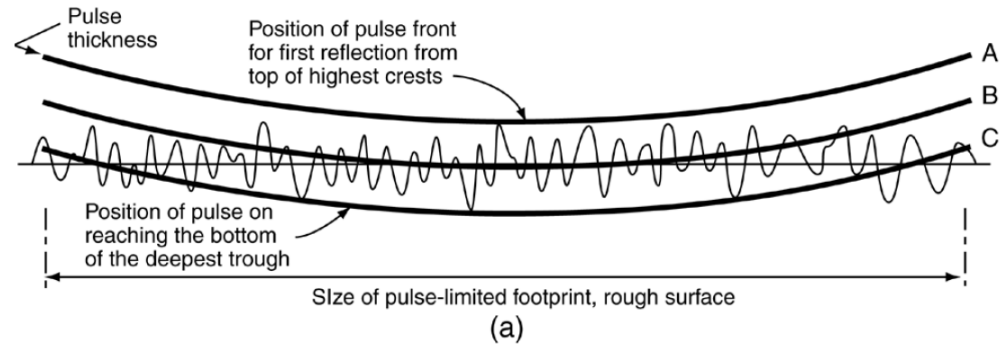 Pulse
thickness
Position of pulse front
for first reflection from
top of highest crests
A
B
C
Position of pulse on
reaching the bottom
of the deepest trough
SIze of pulse-limited footprint, rough surface
(a)